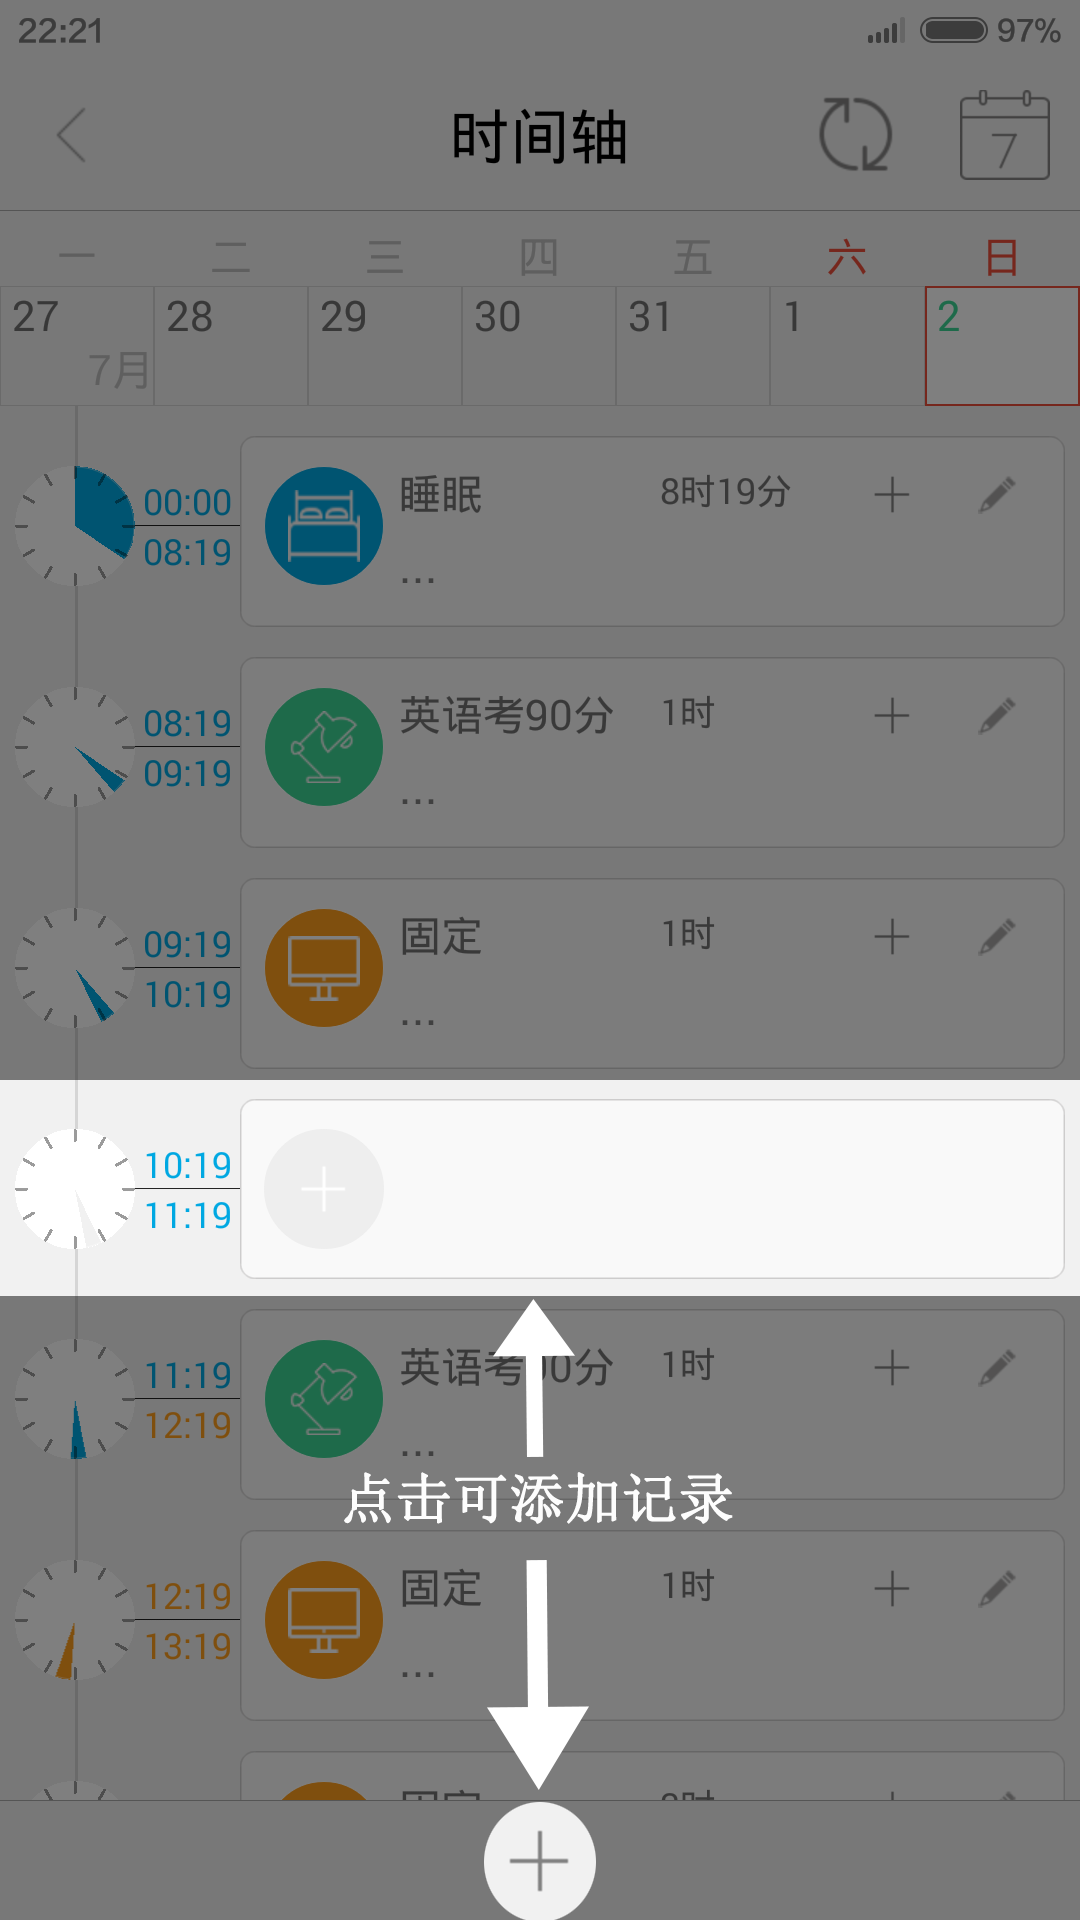 22:21 97%
时间轴 7
一 二 三 四 五 六 日
27 28 29 30 31 1 2
7月
00:00 睡眠 8时19分
08:19 ...
08:19 英语考90分 1时
09:19 ...
09:19 固定 1时
10:19 ...
10:19
11:19
11:19 英语考90分 1时
12:19 ...
点击可添加记录
12:19 固定 1时
13:19 ...